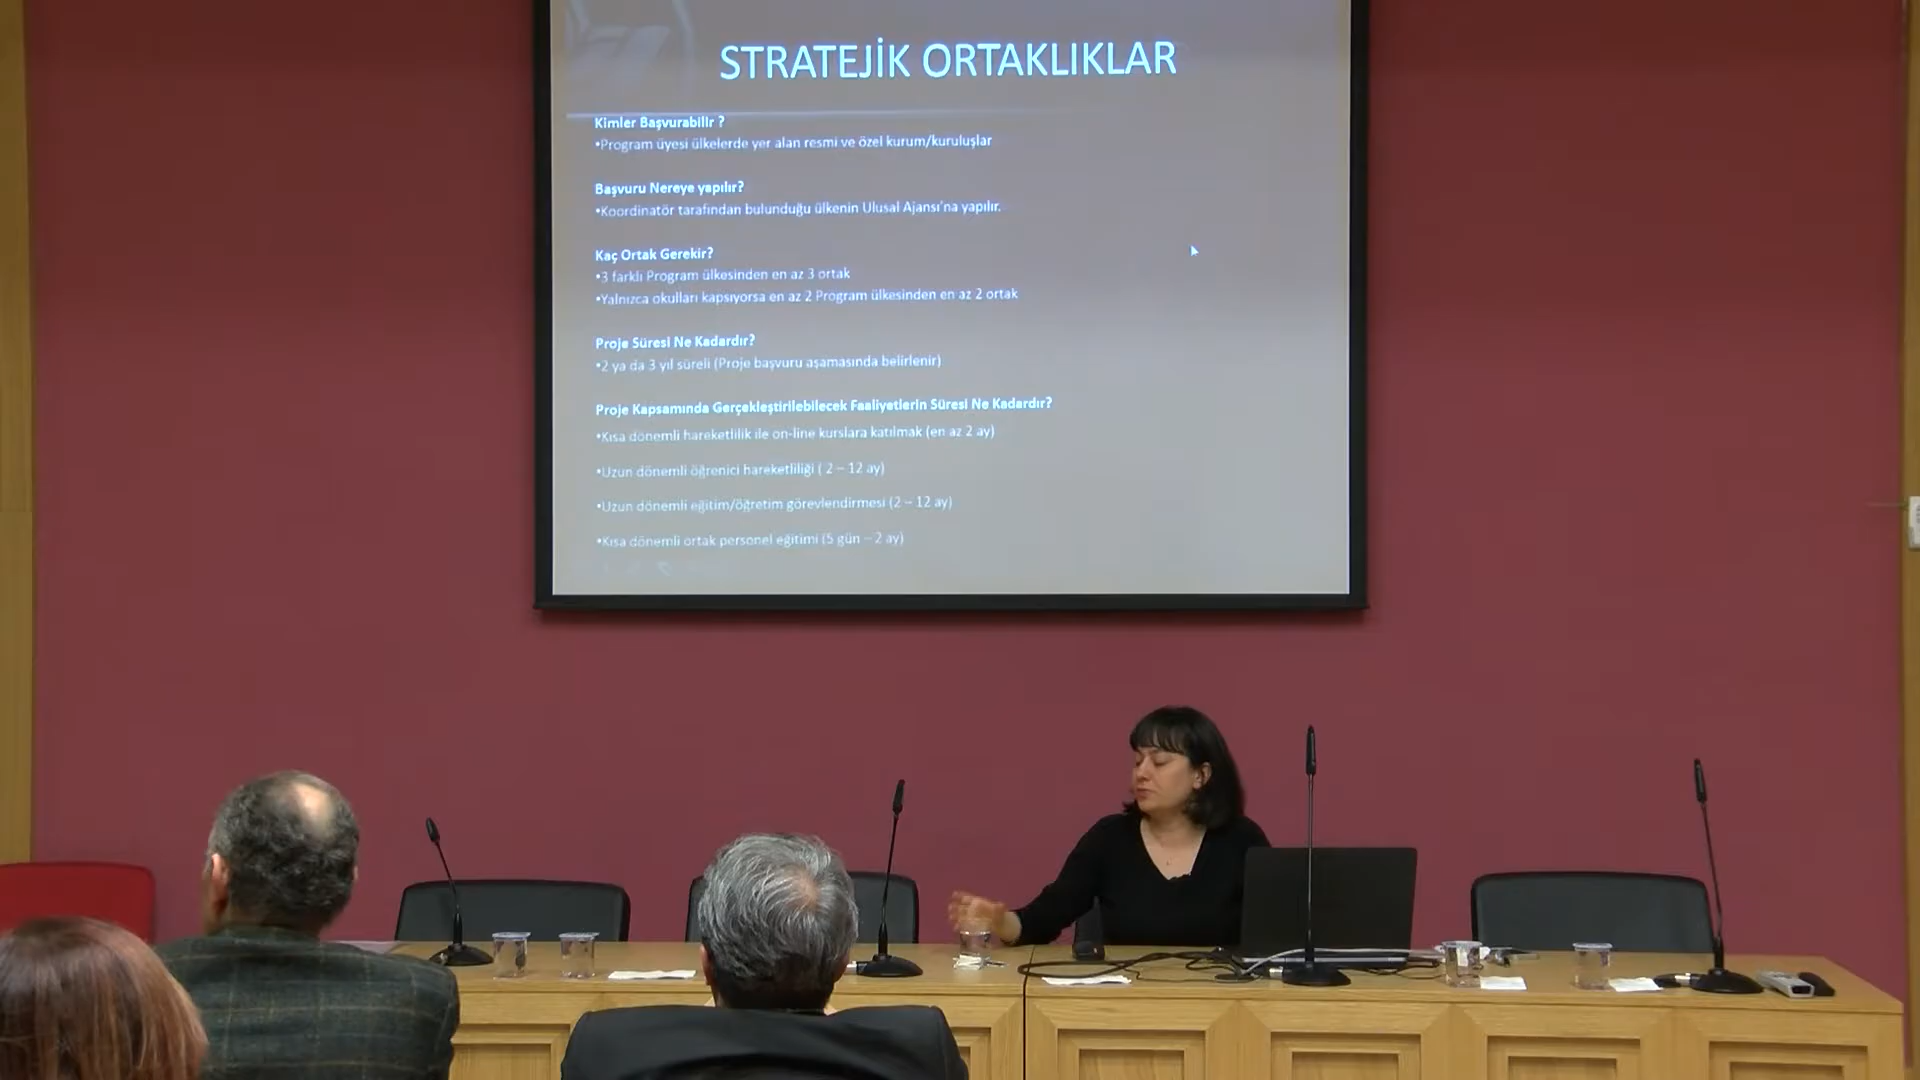 STRATEJİK ORTAKLIKLAR
Kimler Başvurabilir ?
•Program üyesi ülkelerde yer alan resmi ve özel kurum/kuruluşlar
Başvuru Nereye yapılır?
•Koordinatör tarafından bulunduğu ülkenin Ulusal Ajansı'na yapılır.
Kaç Ortak Gerekir?
•3 farklı Program ülkesinden en az 3 ortak
•Yalnızca okulları kapsıyorsa en az 2 Program ülkesinden en az 2 ortak
Proje Süresi Ne Kadardır?
•2 ya da 3 yıl süreli (Proje başvuru aşamasında belirlenir)
Proje Kapsamında Gerçekleştirilebilecek Faaliyetlerin Süresi Ne Kadardır?
•Kısa dönemli hareketlilik ile on-line kurslara katılmak (en az 2 ay)
•Uzun dönemli öğrenici hareketliliği ( 2 – 12 ay)
•Uzun dönemli eğitim/öğretim görevlendirmesi (2 – 12 ay)
•Kısa dönemli ortak personel eğitimi (5 gün – 2 ay)